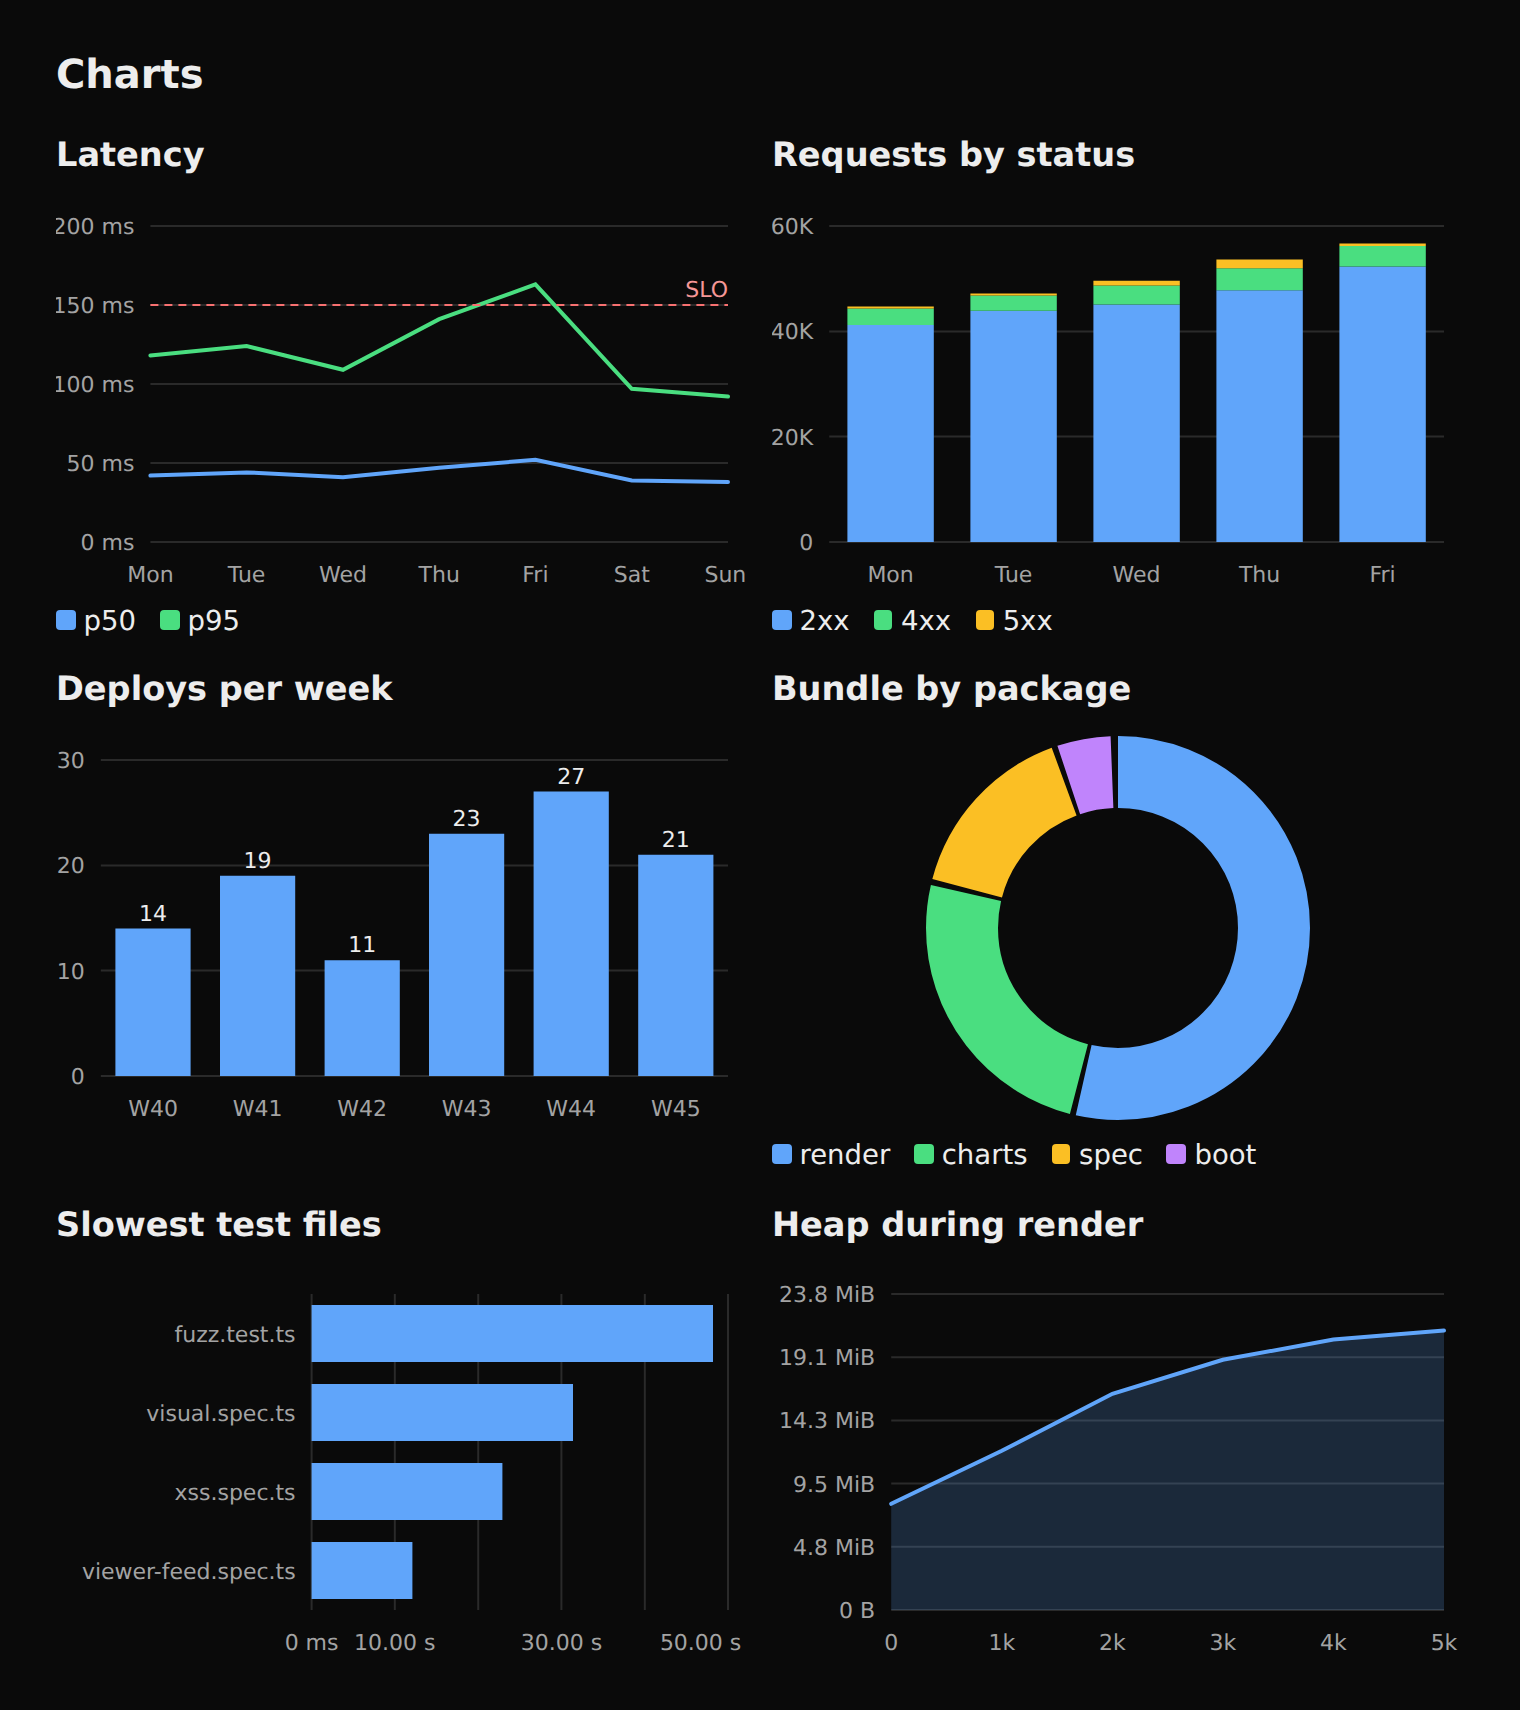 Charts
Latency
200 ms
150 ms
100 ms
50 ms
0 ms
SLO
Mon Tue Wed Thu Fri Sat Sun
p50 p95
Requests by status
60K
40K
20K
0
Mon Tue Wed Thu Fri
2xx 4xx 5xx
Deploys per week
30
20
10
0
14 19 11 23 27 21
W40 W41 W42 W43 W44 W45
Bundle by package
render charts spec boot
Slowest test files
fuzz.test.ts
visual.spec.ts
xss.spec.ts
viewer-feed.spec.ts
0 ms 10.00 s 30.00 s 50.00 s
Heap during render
23.8 MiB
19.1 MiB
14.3 MiB
9.5 MiB
4.8 MiB
0 B
0 1k 2k 3k 4k 5k